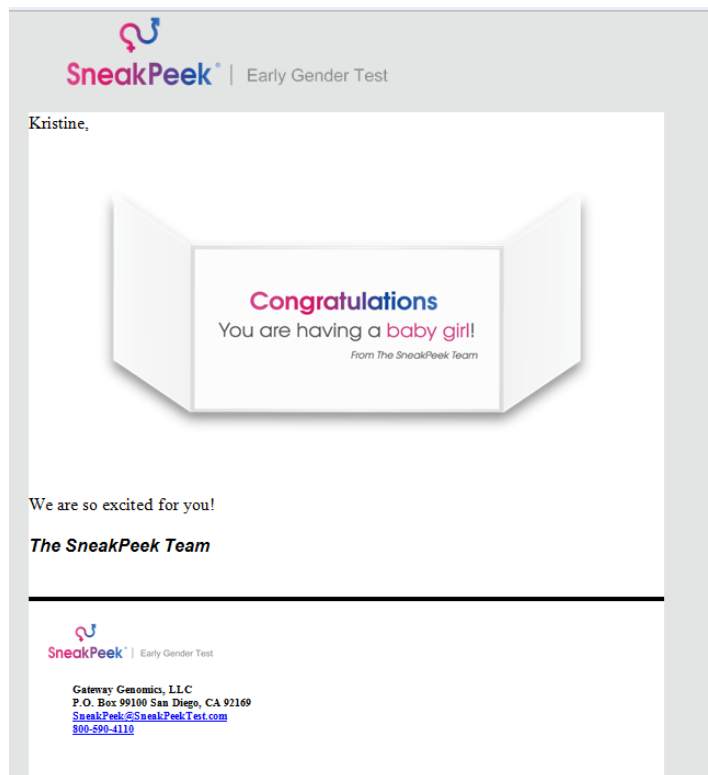 SneakPeek® | Early Gender Test
Kristine,
Congratulations
You are having a baby girl!
From The SneakPeek Team
We are so excited for you!
The SneakPeek Team
SneakPeek® | Early Gender Test
Gateway Genomics, LLC
P.O. Box 99100 San Diego, CA 92169
SneakPeek@SneakPeekTest.com
800-590-4110